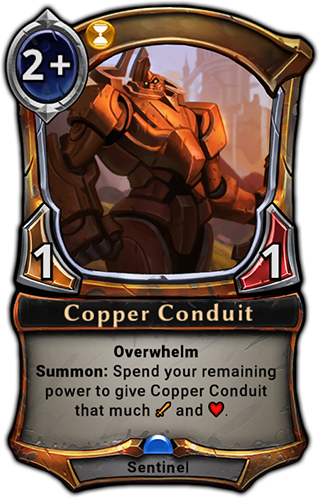 2+
1
1
Copper Conduit
Overwhelm
Summon: Spend your remaining
power to give Copper Conduit
that much and .
Sentinel